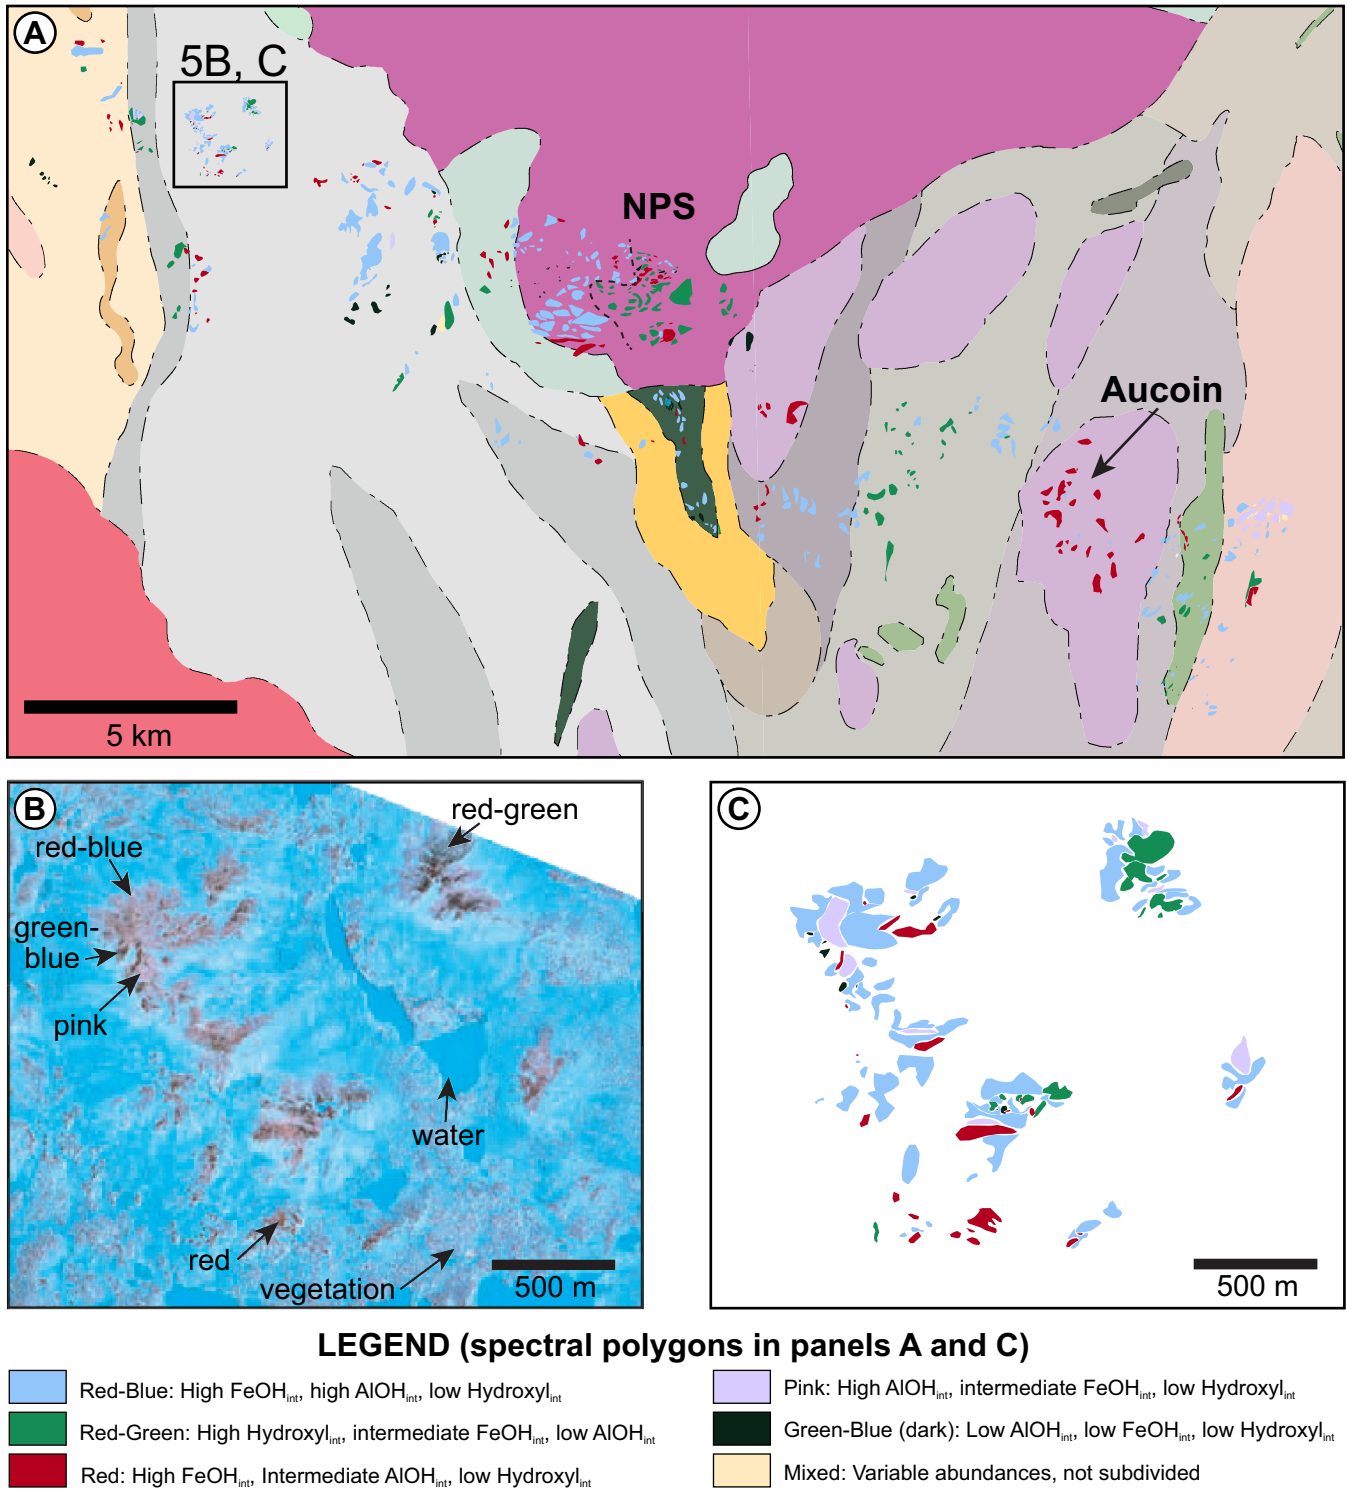 A
5B, C
NPS
Aucoin
5 km
B
red-green
red-blue
green-
blue
pink
water
red
vegetation
500 m
C
500 m
LEGEND (spectral polygons in panels A and C)
Red-Blue: High FeOHint, high AlOHint, low Hydroxylint
Red-Green: High Hydroxylint, intermediate FeOHint, low AlOHint
Red: High FeOHint, Intermediate AlOHint, low Hydroxylint
Pink: High AlOHint, intermediate FeOHint, low Hydroxylint
Green-Blue (dark): Low AlOHint, low FeOHint, low Hydroxylint
Mixed: Variable abundances, not subdivided